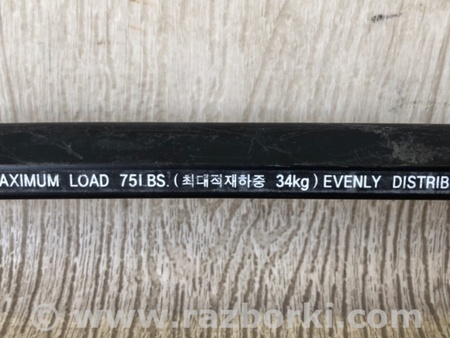 AXIMUM LOAD 75LBS.(최대적재하중 34kg) EVENLY DISTRIB
© www.razborki.com